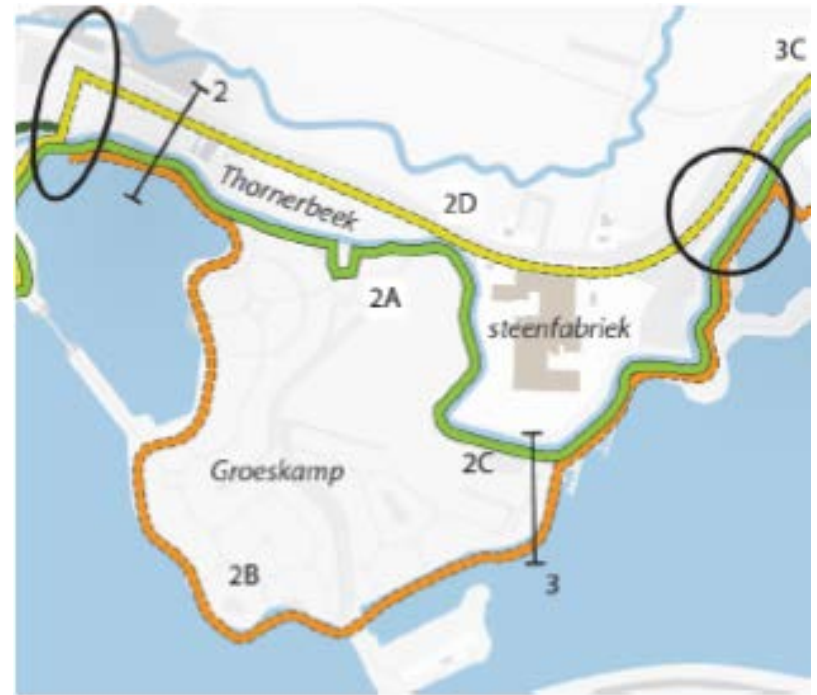 3C
2
Thornerbeek
2D
2A
steenfabriek
2C
Groeskamp
2B
3